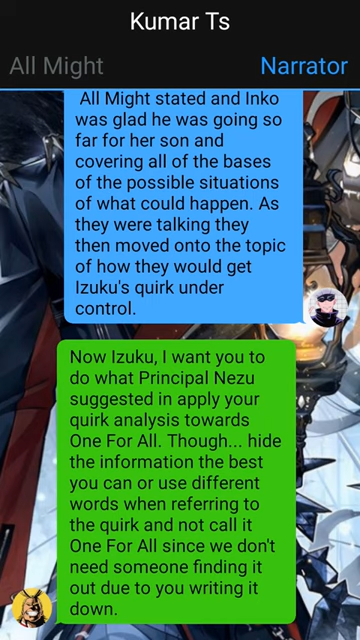 Kumar Ts
All Might
Narrator
All Might stated and Inko
was glad he was going so
far for her son and
covering all of the bases
of the possible situations
of what could happen. As
they were talking they
then moved onto the topic
of how they would get
Izuku's quirk under
control.
Now Izuku, I want you to
do what Principal Nezu
suggested in apply your
quirk analysis towards
One For All. Though... hide
the information the best
you can or use different
words when referring to
the quirk and not call it
One For All since we don't
need someone finding it
out due to you writing it
down.